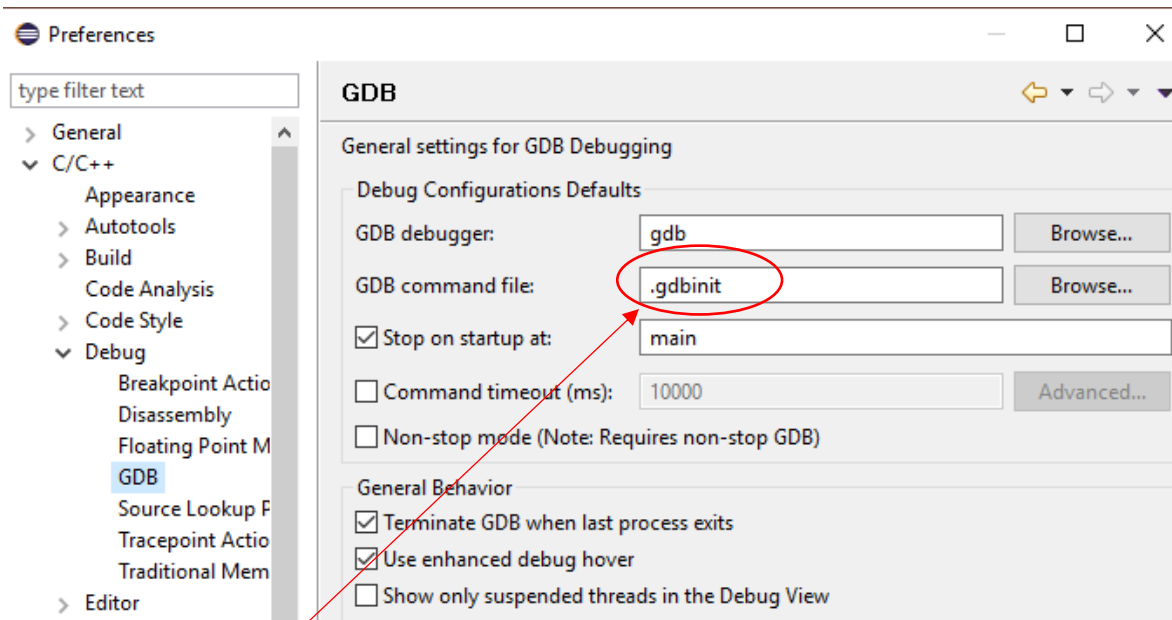 Preferences
type filter text
General
C/C++
Appearance
Autotools
Build
Code Analysis
Code Style
Debug
Breakpoint Actio
Disassembly
Floating Point M
GDB
Source Lookup P
Tracepoint Actio
Traditional Mem
Editor
GDB
General settings for GDB Debugging
Debug Configurations Defaults
GDB debugger: gdb Browse...
GDB command file: .gdbinit Browse...
Stop on startup at: main
Command timeout (ms): 10000 Advanced...
Non-stop mode (Note: Requires non-stop GDB)
General Behavior
Terminate GDB when last process exits
Use enhanced debug hover
Show only suspended threads in the Debug View